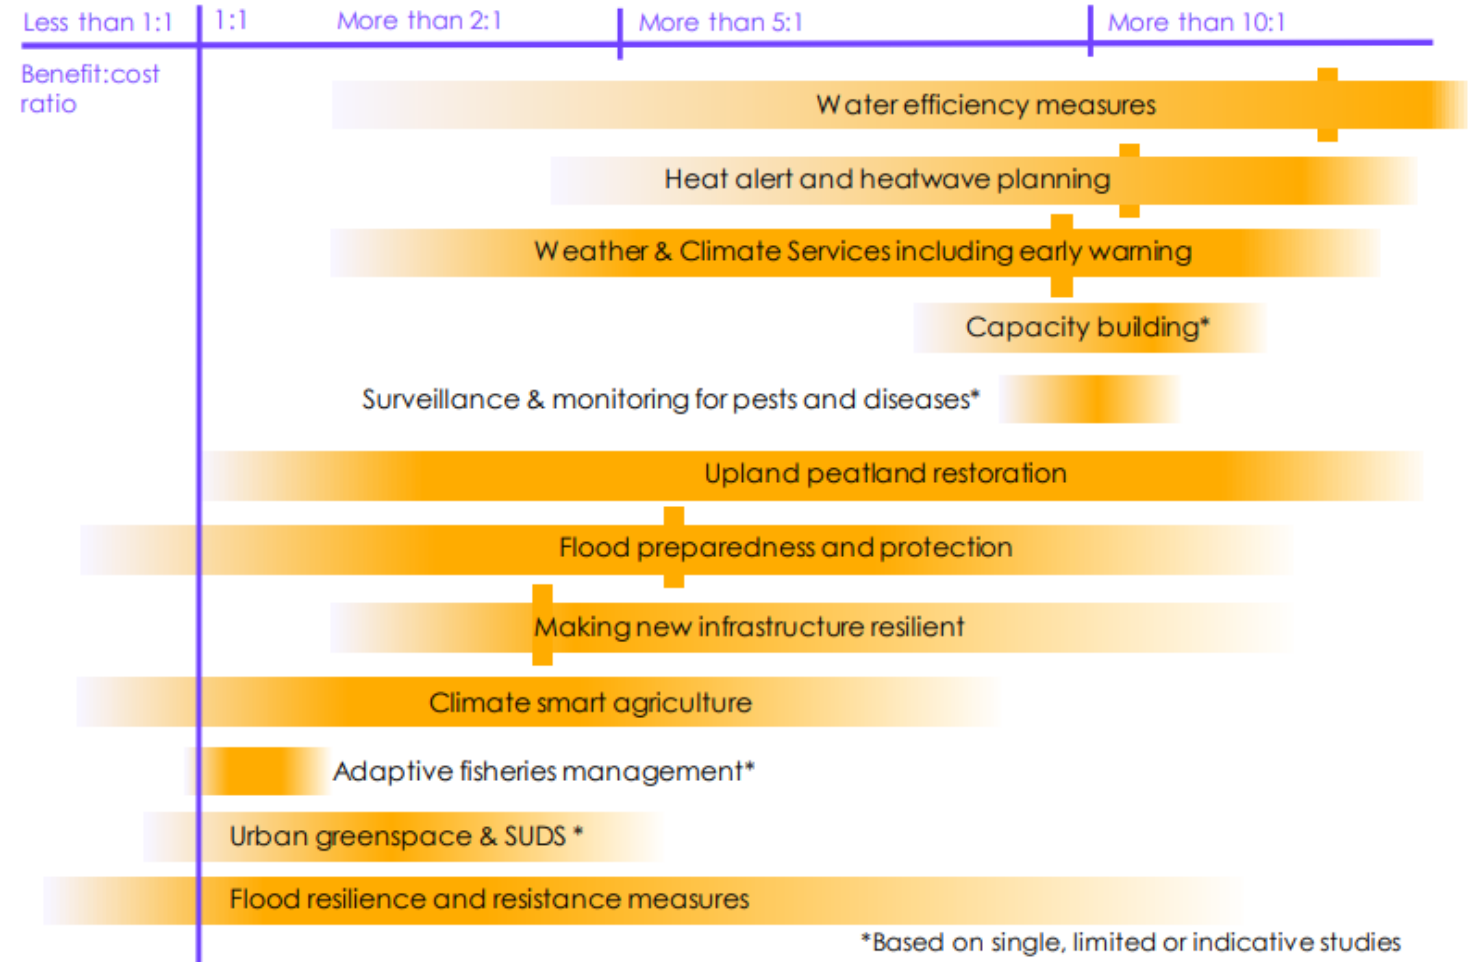 Less than 1:1
1:1
More than 2:1
More than 5:1
More than 10:1
Benefit:cost
ratio
Water efficiency measures
Heat alert and heatwave planning
Weather & Climate Services including early warning
Capacity building*
Surveillance & monitoring for pests and diseases*
Upland peatland restoration
Flood preparedness and protection
Making new infrastructure resilient
Climate smart agriculture
Adaptive fisheries management*
Urban greenspace & SUDS *
Flood resilience and resistance measures
*Based on single, limited or indicative studies